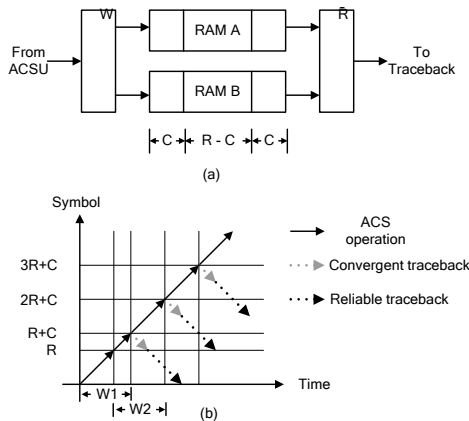 W
R̄
From
ACSU
RAM A
RAM B
To
Traceback
C
R - C
C
(a)
Symbol
3R+C
2R+C
R+C
R
ACS
operation
Convergent traceback
Reliable traceback
Time
W1
W2
(b)